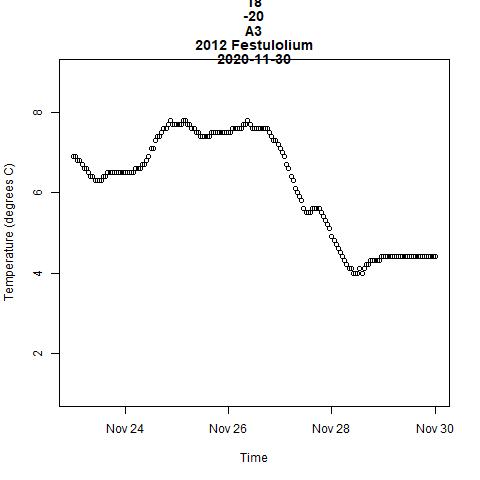 18
-20
A3
2012 Festulolium
2020-11-30
Temperature (degrees C)
8
6
4
2
Nov 24 Nov 26 Nov 28 Nov 30
Time